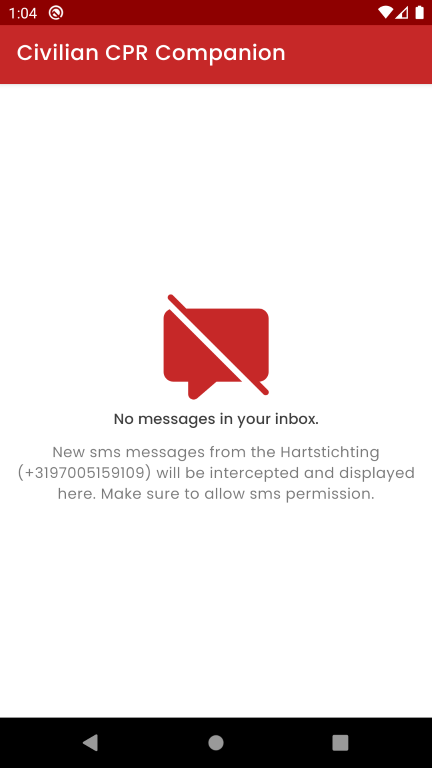 1:04
Civilian CPR Companion
No messages in your inbox.
New sms messages from the Hartstichting
(+3197005159109) will be intercepted and displayed
here. Make sure to allow sms permission.